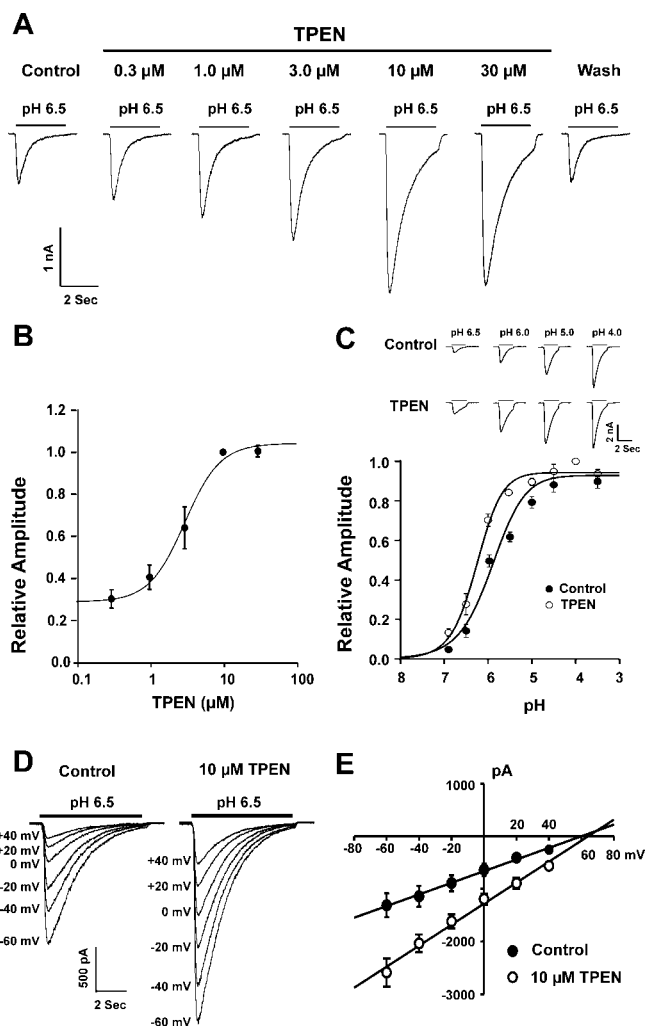 A
TPEN
Control 0.3 µM 1.0 µM 3.0 µM 10 µM 30 µM Wash
pH 6.5 pH 6.5 pH 6.5 pH 6.5 pH 6.5 pH 6.5 pH 6.5
1 nA
2 Sec
B
Relative Amplitude
1.2
1.0
0.8
0.6
0.4
0.2
0.0
0.1 1 10 100
TPEN (µM)
C
pH 6.5 pH 6.0 pH 5.0 pH 4.0
Control
TPEN
2 nA
2 Sec
Relative Amplitude
1.0
0.8
0.6
0.4
0.2
0.0
Control
TPEN
8 7 6 5 4 3
pH
D
Control 10 µM TPEN
pH 6.5 pH 6.5
+40 mV
+20 mV
0 mV
-20 mV
-40 mV
-60 mV
+40 mV
+20 mV
0 mV
-20 mV
-40 mV
-60 mV
500 pA
2 Sec
E
pA
1000
-80 -60 -40 -20 20 40 60 80 mV
-2000
-3000
Control
10 µM TPEN